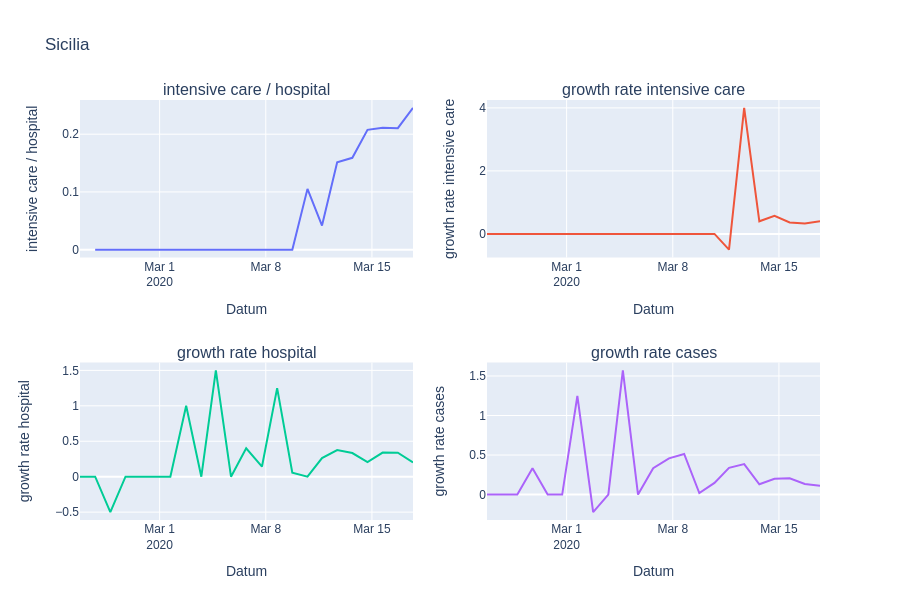 Sicilia
intensive care / hospital
intensive care / hospital
0.2
0.1
0
Mar 1
2020
Mar 8
Mar 15
Datum
growth rate intensive care
growth rate intensive care
4
2
0
Mar 1
2020
Mar 8
Mar 15
Datum
growth rate hospital
growth rate hospital
1.5
1
0.5
0
−0.5
Mar 1
2020
Mar 8
Mar 15
Datum
growth rate cases
growth rate cases
1.5
1
0.5
0
Mar 1
2020
Mar 8
Mar 15
Datum